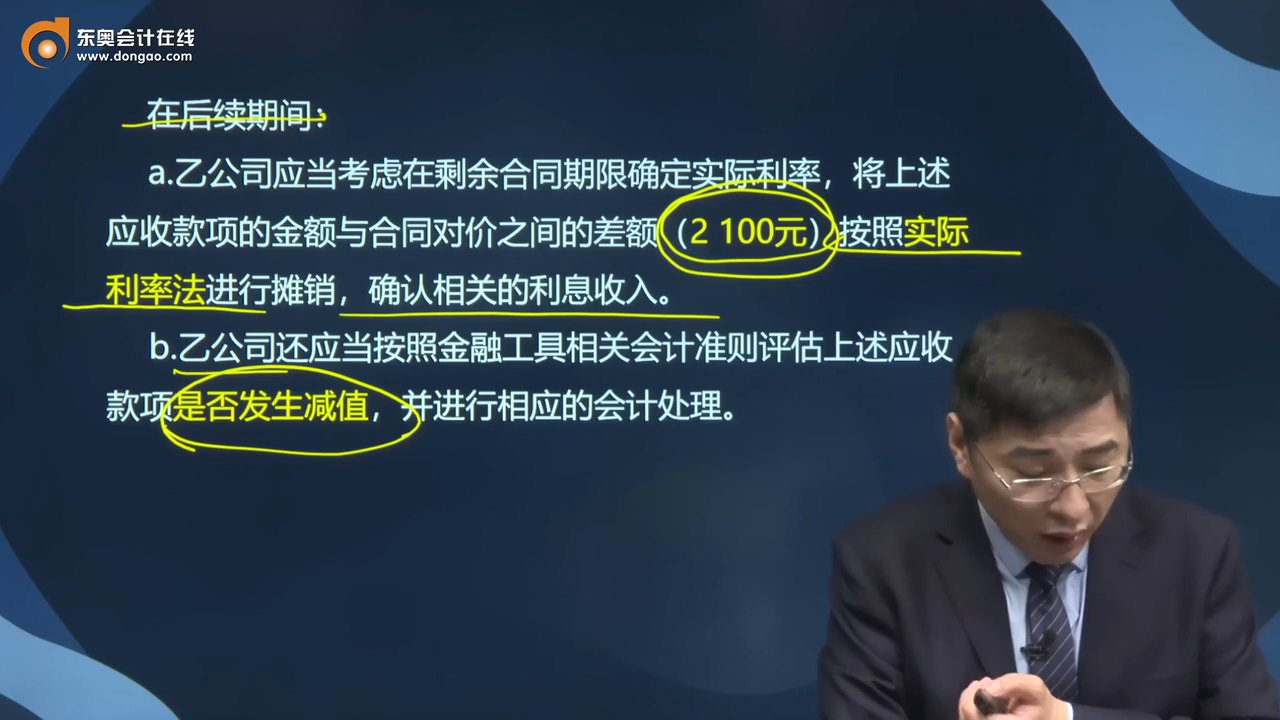 东奥会计在线
www.dongao.com
在后续期间：
a.乙公司应当考虑在剩余合同期限确定实际利率，将上述
应收款项的金额与合同对价之间的差额（2 100元）按照实际
利率法进行摊销，确认相关的利息收入。
b.乙公司还应当按照金融工具相关会计准则评估上述应收
款项是否发生减值，并进行相应的会计处理。